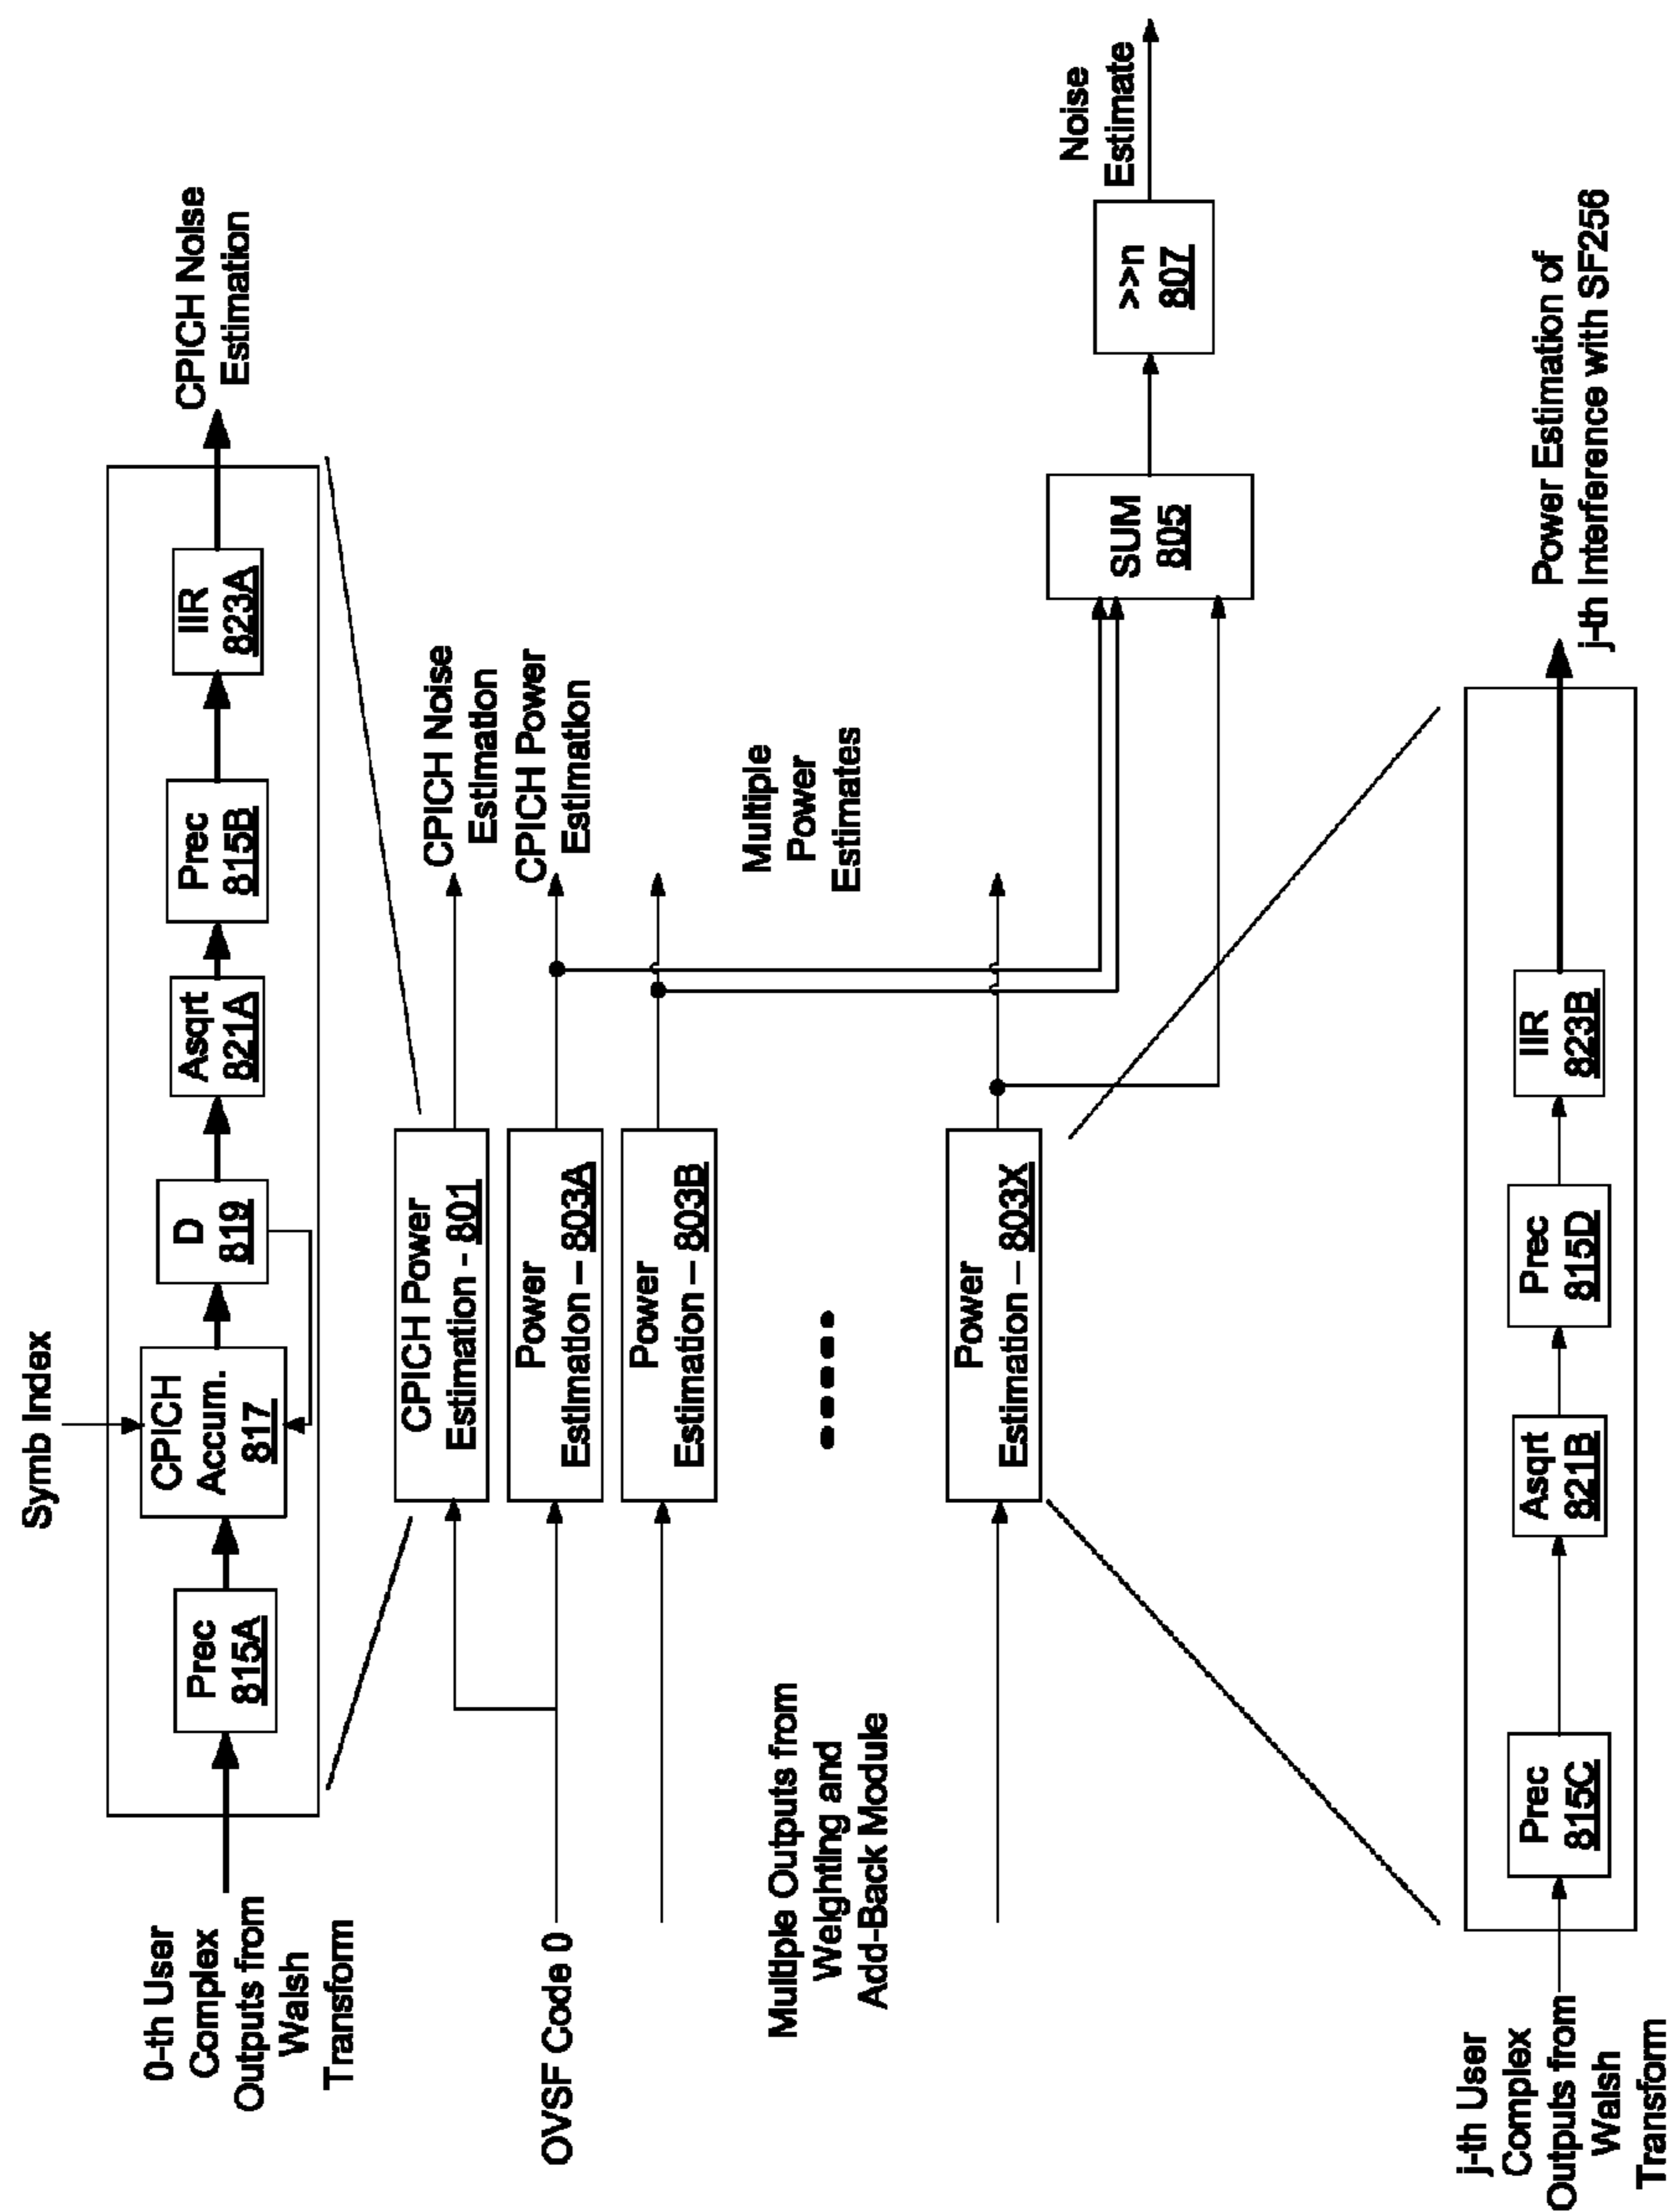 0-th User
Complex
Outputs from
Walsh
Transform
Prec
815A
Symb Index
CPICH
Accum.
817
D
819
Asqrt
821A
Prec
815B
IIR
823A
CPICH Noise
Estimation
OVSF Code 0
CPICH Power
Estimation - 801
CPICH Noise
Estimation
Power
Estimation – 803A
CPICH Power
Estimation
Power
Estimation – 803B
Multiple Outputs from
Weighting and
Add-Back Module
Multiple
Power
Estimates
Power
Estimation – 803X
SUM
805
>>n
807
Noise
Estimate
j-th User
Complex
Outputs from
Walsh
Transform
Prec
815C
Asqrt
821B
Prec
815D
IIR
823B
Power Estimation of
j-th Interference with SF256